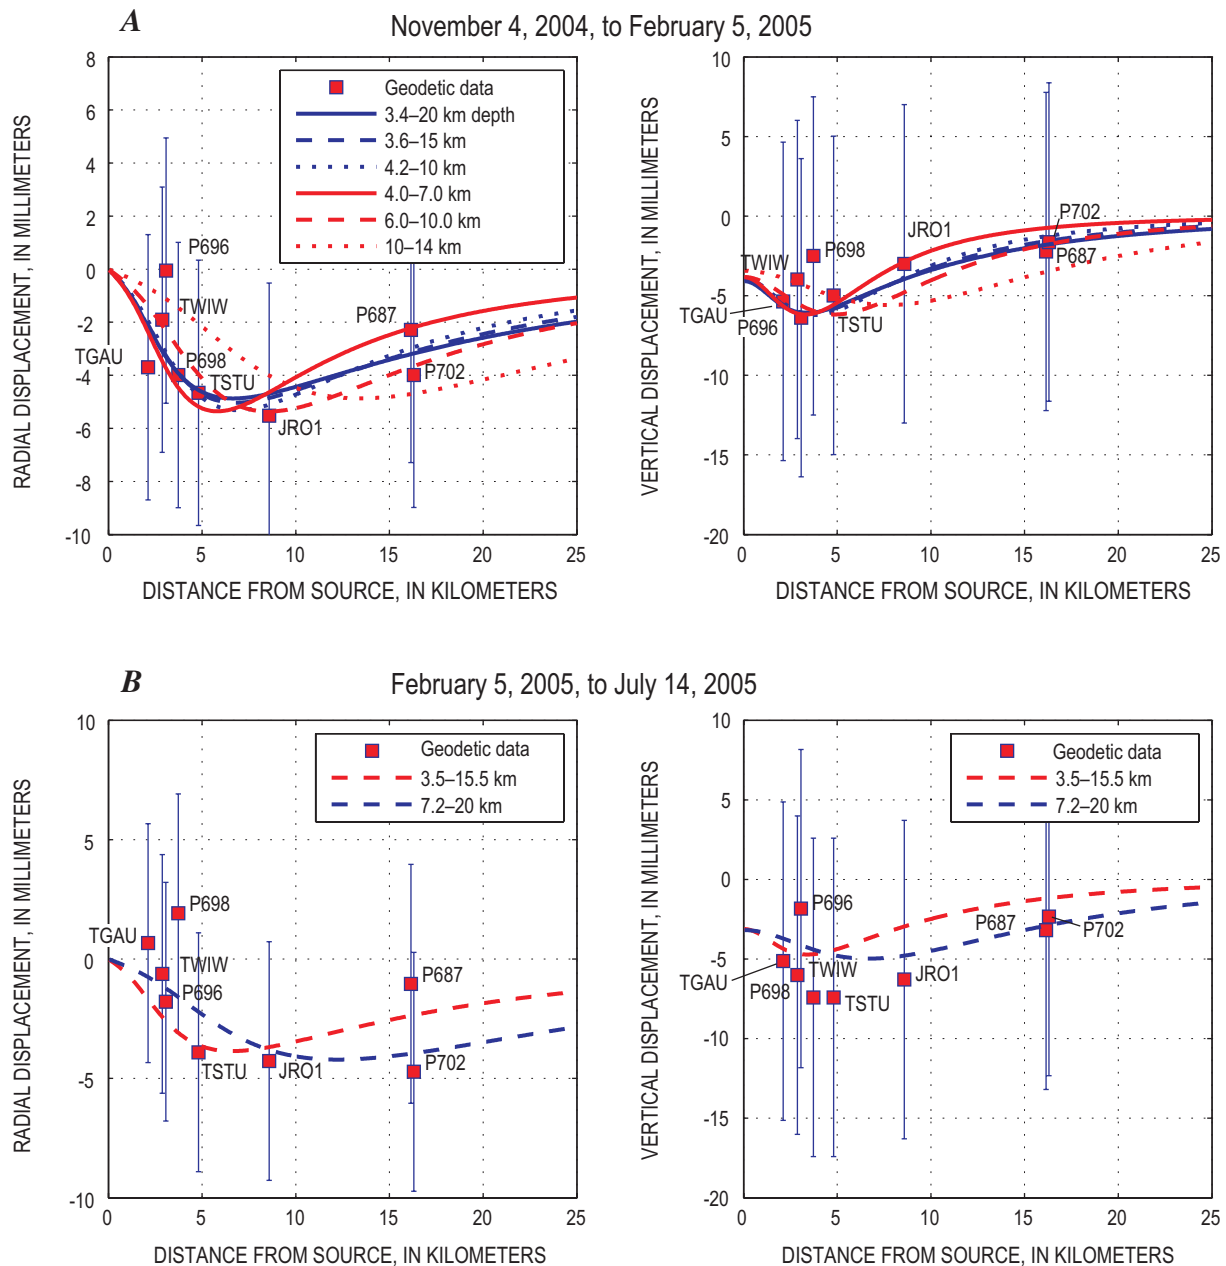 A
November 4, 2004, to February 5, 2005
8
6
4
2
0
-2
-4
-6
-8
-10
RADIAL DISPLACEMENT, IN MILLIMETERS
Geodetic data
3.4–20 km depth
3.6–15 km
4.2–10 km
4.0–7.0 km
6.0–10.0 km
10–14 km
P696
TWIW
TGAU
P698
TSTU
JRO1
P687
P702
0
5
10
15
20
25
DISTANCE FROM SOURCE, IN KILOMETERS
10
5
0
-5
-10
-15
-20
VERTICAL DISPLACEMENT, IN MILLIMETERS
TWIW
P698
JRO1
P702
P687
TGAU
P696
TSTU
0
5
10
15
20
25
DISTANCE FROM SOURCE, IN KILOMETERS
B
February 5, 2005, to July 14, 2005
10
5
0
-5
-10
RADIAL DISPLACEMENT, IN MILLIMETERS
Geodetic data
3.5–15.5 km
7.2–20 km
P698
TGAU
TWIW
P696
TSTU
JRO1
P687
P702
0
5
10
15
20
25
DISTANCE FROM SOURCE, IN KILOMETERS
10
5
0
-5
-10
-15
-20
VERTICAL DISPLACEMENT, IN MILLIMETERS
Geodetic data
3.5–15.5 km
7.2–20 km
P696
P687
P702
TWIW
TGAU
P698
TSTU
JRO1
0
5
10
15
20
25
DISTANCE FROM SOURCE, IN KILOMETERS